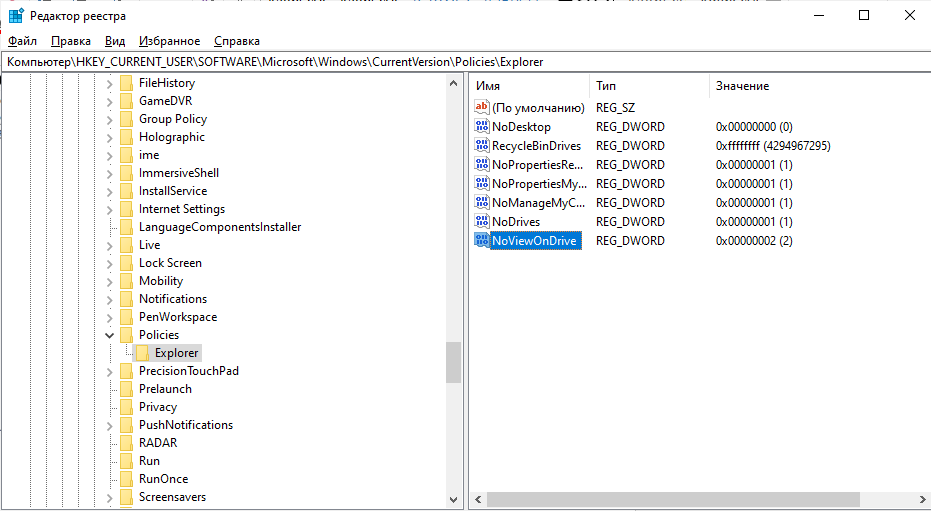 Редактор реестра
Файл Правка Вид Избранное Справка
Компьютер\HKEY_CURRENT_USER\SOFTWARE\Microsoft\Windows\CurrentVersion\Policies\Explorer
FileHistory
GameDVR
Group Policy
Holographic
ime
ImmersiveShell
InstallService
Internet Settings
LanguageComponentsInstaller
Live
Lock Screen
Mobility
Notifications
PenWorkspace
Policies
Explorer
PrecisionTouchPad
Prelaunch
Privacy
PushNotifications
RADAR
Run
RunOnce
Screensavers
Имя Тип Значение
(По умолчанию) REG_SZ
NoDesktop REG_DWORD 0x00000000 (0)
RecycleBinDrives REG_DWORD 0xffffffff (4294967295)
NoPropertiesRe... REG_DWORD 0x00000001 (1)
NoPropertiesMy... REG_DWORD 0x00000001 (1)
NoManageMyC... REG_DWORD 0x00000001 (1)
NoDrives REG_DWORD 0x00000001 (1)
NoViewOnDrive REG_DWORD 0x00000002 (2)